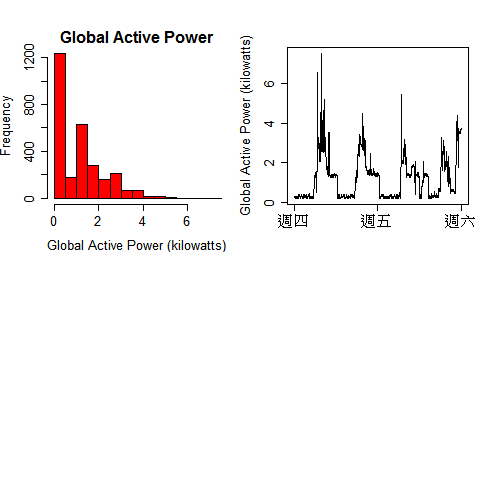 Global Active Power
Frequency
0
400
800
1200
0 2 4 6
Global Active Power (kilowatts)
Global Active Power (kilowatts)
0
2
4
6
週四 週五 週六